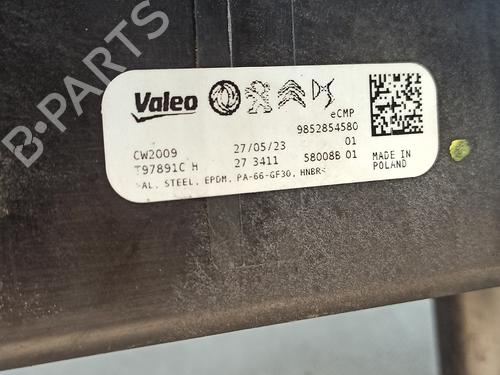 B-PARTS
Valeo
eCMP
9852854580
CW2009 27/05/23 01
T97891C H 27 3411 58008B 01
>AL, STEEL, EPDM, PA-66-GF30, HNBR<
MADE IN
POLAND